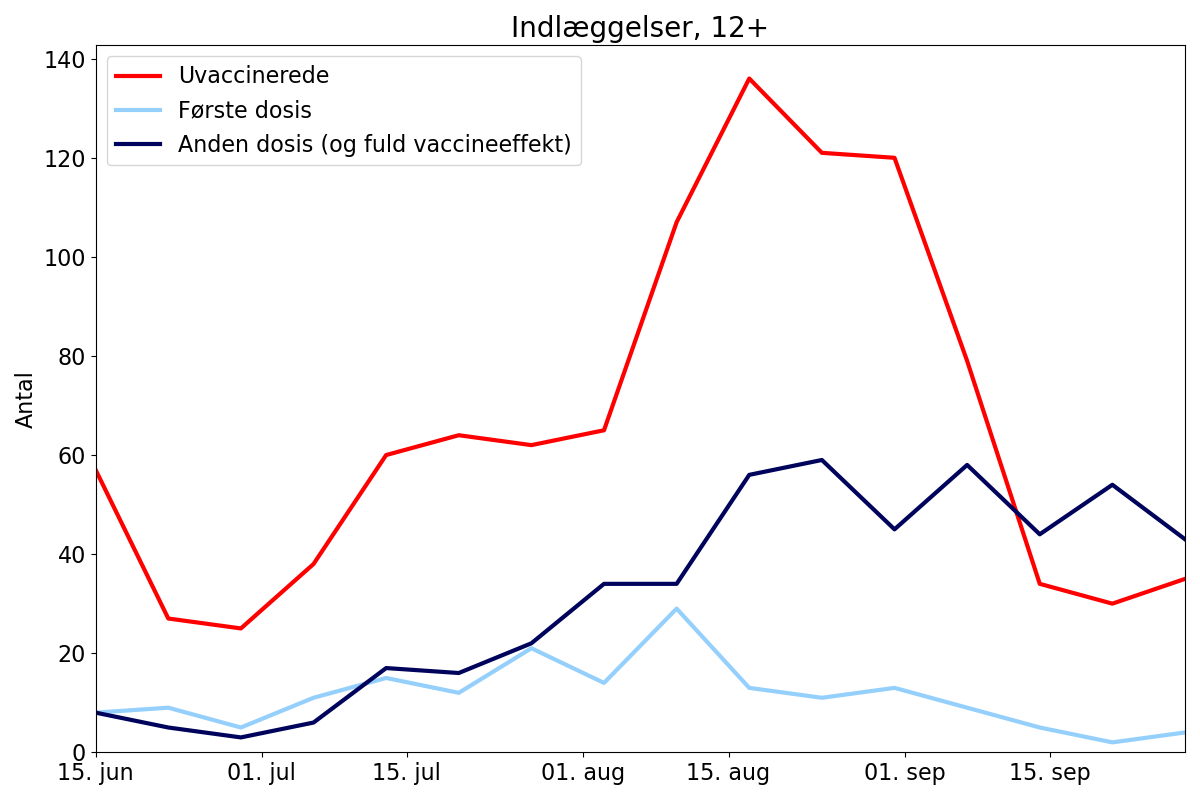 Indlæggelser, 12+
Uvaccinerede
Første dosis
Anden dosis (og fuld vaccineeffekt)
Antal
140
120
100
80
60
40
20
0
15. jun
01. jul
15. jul
01. aug
15. aug
01. sep
15. sep